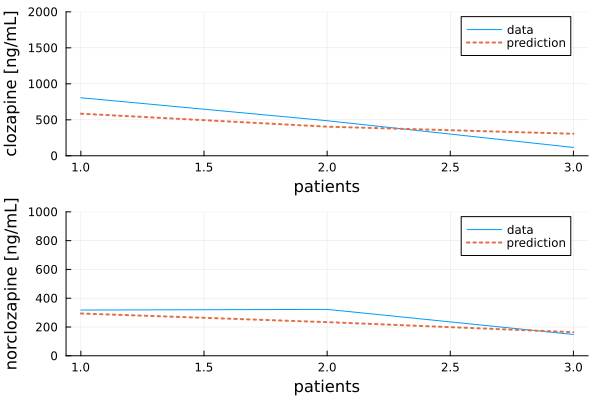 clozapine [ng/mL]
2000
1500
1000
500
0
data
prediction
1.0 1.5 2.0 2.5 3.0
patients
norclozapine [ng/mL]
1000
800
600
400
200
0
data
prediction
1.0 1.5 2.0 2.5 3.0
patients